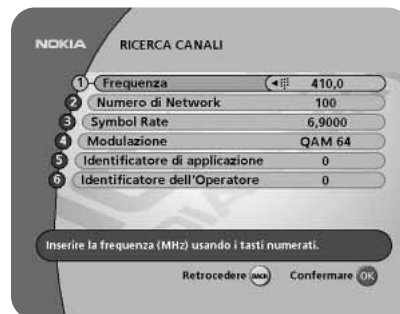 NOKIA RICERCA CANALI
1 Frequenza 410,0
2 Numero di Network 100
3 Symbol Rate 6,9000
4 Modulazione QAM 64
5 Identificatore di applicazione 0
6 Identificatore dell'Operatore 0
Inserire la frequenza (MHz) usando i tasti numerati.
Retrocedere BACK Confermare OK